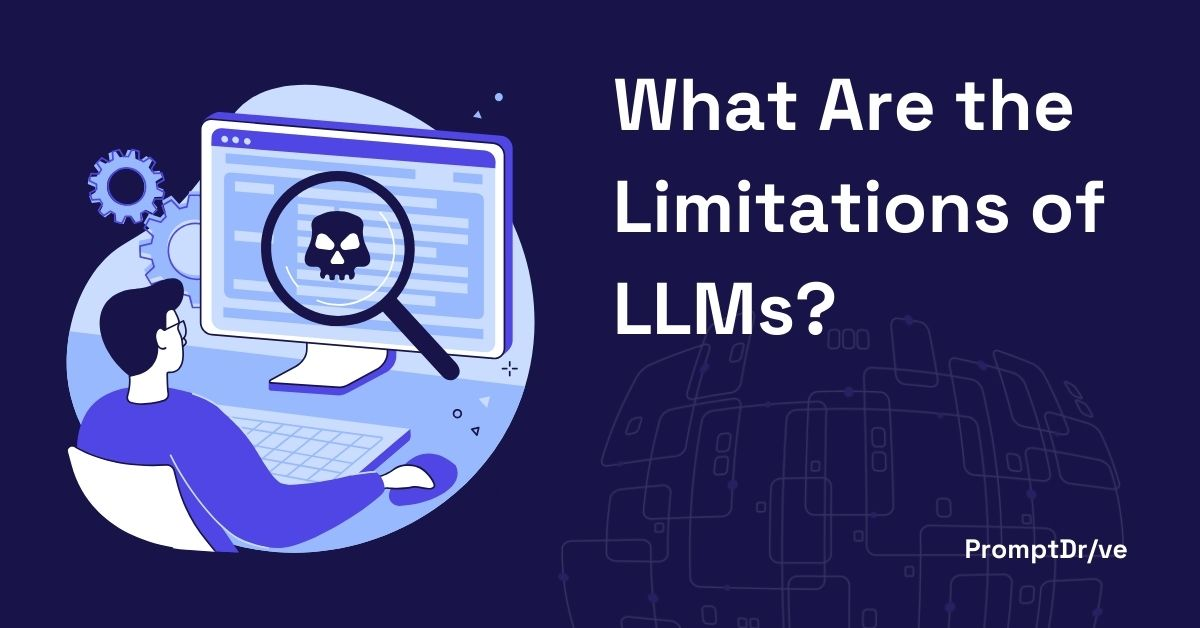 What Are the
Limitations of
LLMs?
PromptDr/ve